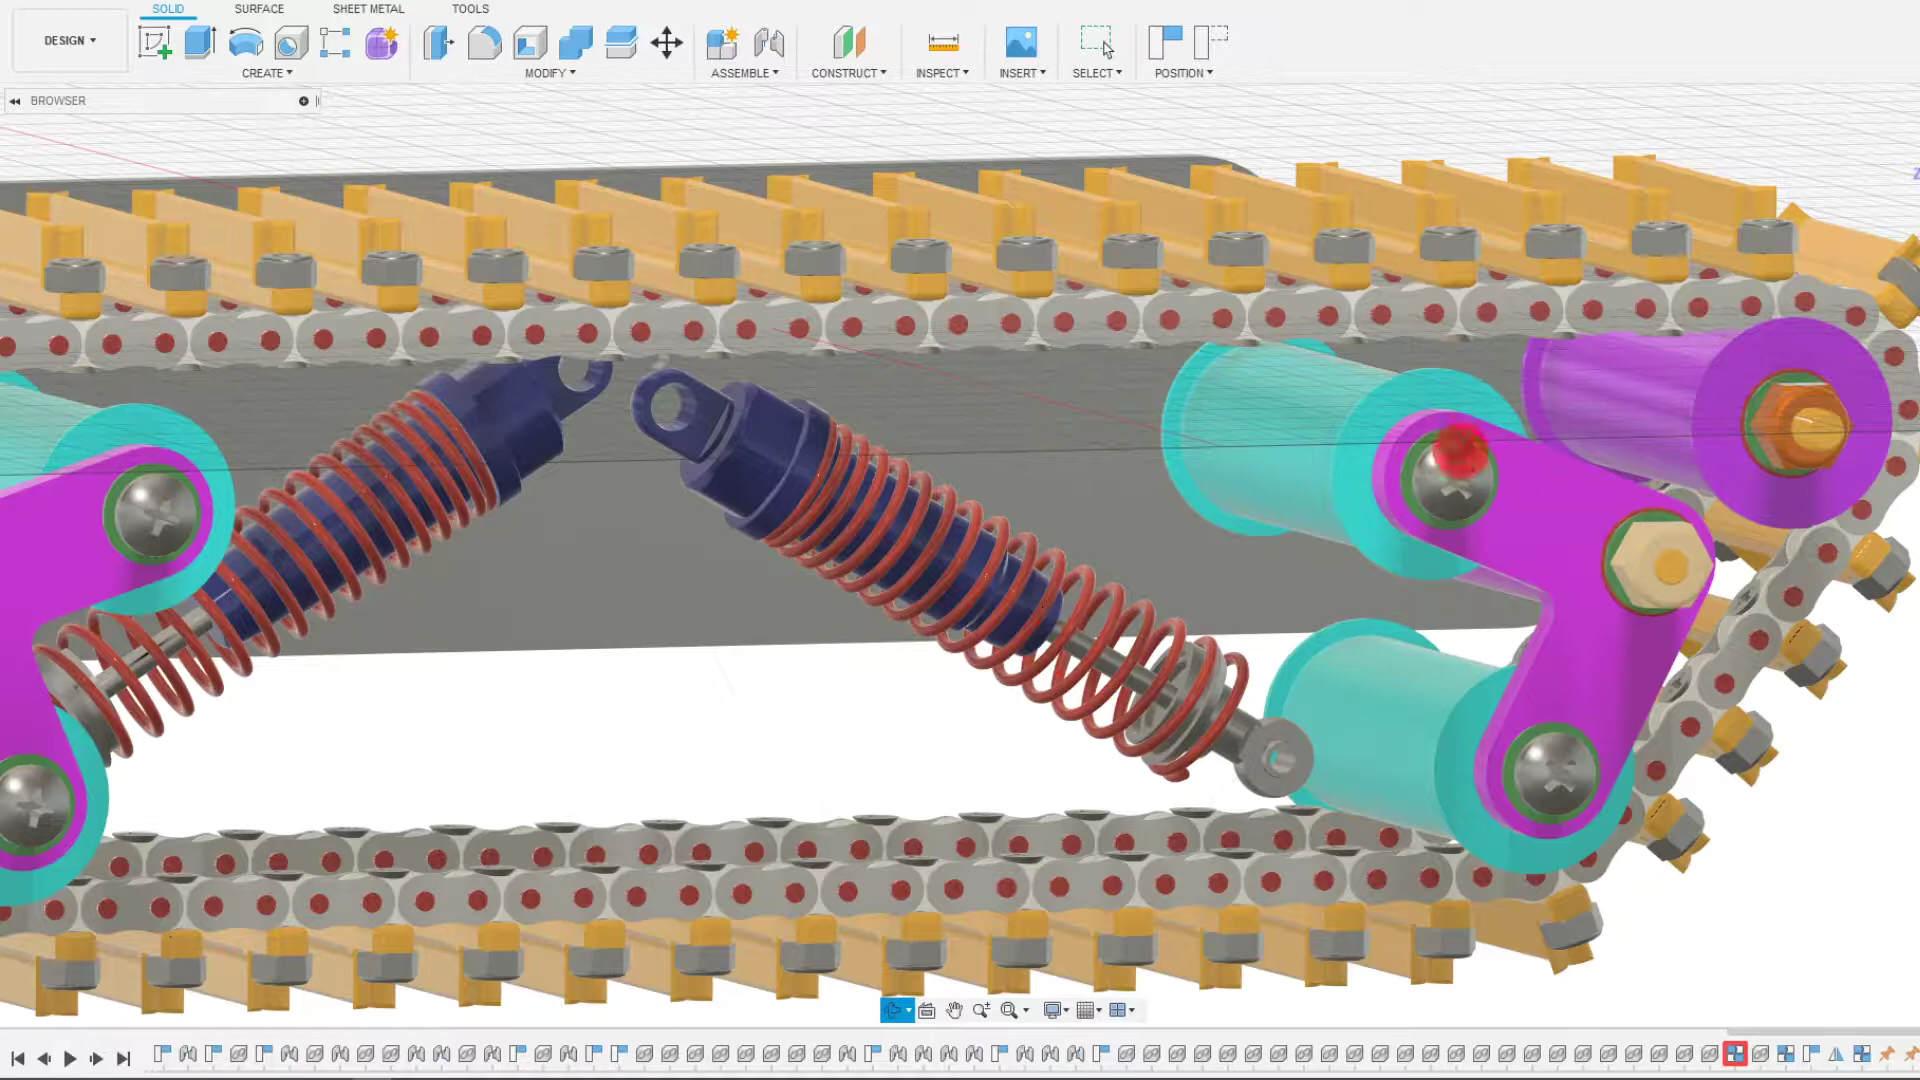 SOLID SURFACE SHEET METAL TOOLS
DESIGN
CREATE MODIFY ASSEMBLE CONSTRUCT INSPECT INSERT SELECT POSITION
BROWSER
Z